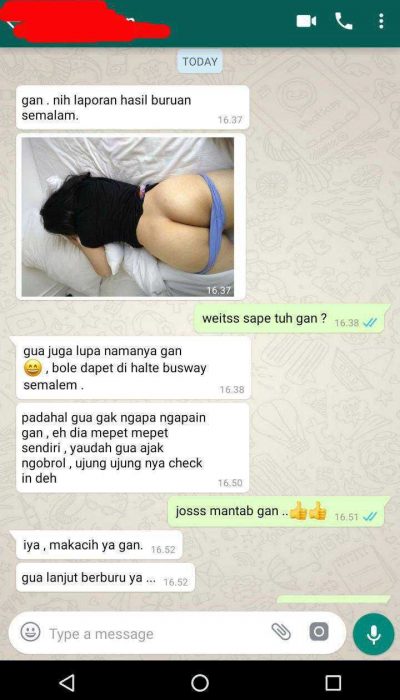 n
TODAY
gan . nih laporan hasil buruan
semalam.
16.37
16.37
weitss sape tuh gan ?
16.38
gua juga lupa namanya gan
, bole dapet di halte busway
semalem .
16.38
padahal gua gak ngapa ngapain
gan , eh dia mepet mepet
sendiri , yaudah gua ajak
ngobrol , ujung ujung nya check
in deh
16.50
josss mantab gan ..👍👍
16.51
iya , makacih ya gan.
16.52
gua lanjut berburu ya ...
16.52
Type a message